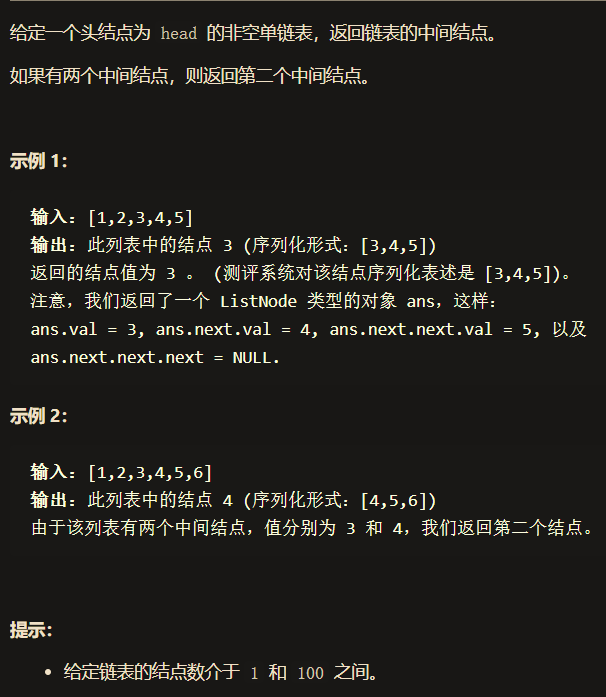 给定一个头结点为 head 的非空单链表，返回链表的中间结点。
如果有两个中间结点，则返回第二个中间结点。
示例 1：
输入：[1,2,3,4,5]
输出：此列表中的结点 3 (序列化形式：[3,4,5])
返回的结点值为 3 。 (测评系统对该结点序列化表述是 [3,4,5])。
注意，我们返回了一个 ListNode 类型的对象 ans，这样：
ans.val = 3, ans.next.val = 4, ans.next.next.val = 5, 以及
ans.next.next.next = NULL.
示例 2：
输入：[1,2,3,4,5,6]
输出：此列表中的结点 4 (序列化形式：[4,5,6])
由于该列表有两个中间结点，值分别为 3 和 4，我们返回第二个结点。
提示：
• 给定链表的结点数介于 1 和 100 之间。